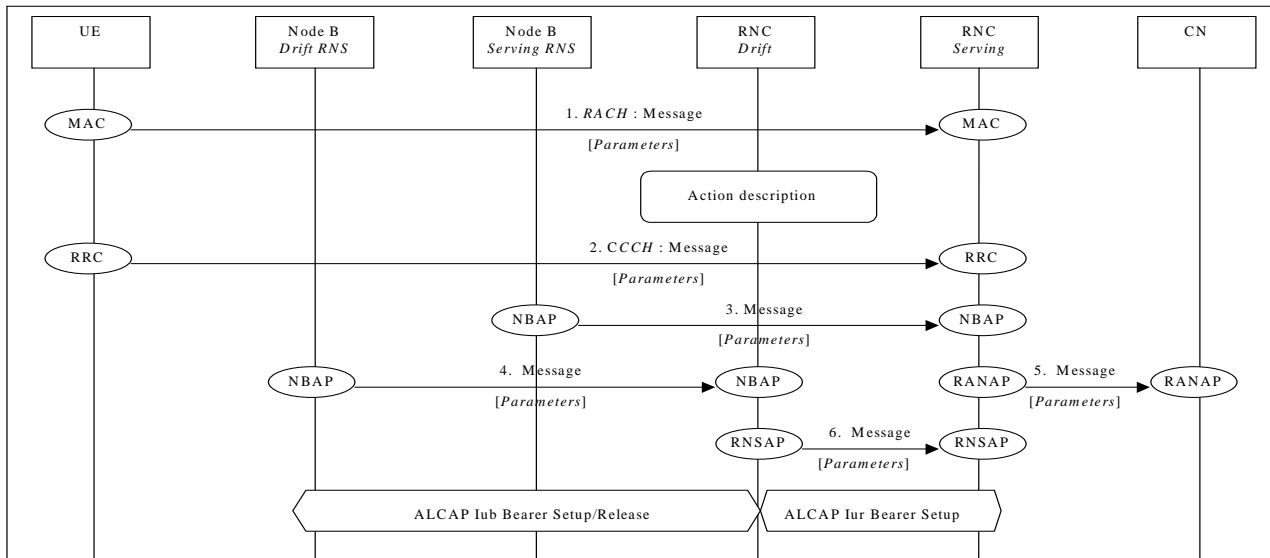 UE
Node B
Drift RNS
Node B
Serving RNS
RNC
Drift
RNC
Serving
CN
1. RACH : Message
MAC
MAC
[Parameters]
Action description
2. CCCH : Message
RRC
RRC
[Parameters]
3. Message
NBAP
NBAP
[Parameters]
4. Message
5. Message
NBAP
NBAP
RANAP
RANAP
[Parameters]
[Parameters]
6. Message
RNSAP
RNSAP
[Parameters]
ALCAP Iub Bearer Setup/Release
ALCAP Iur Bearer Setup